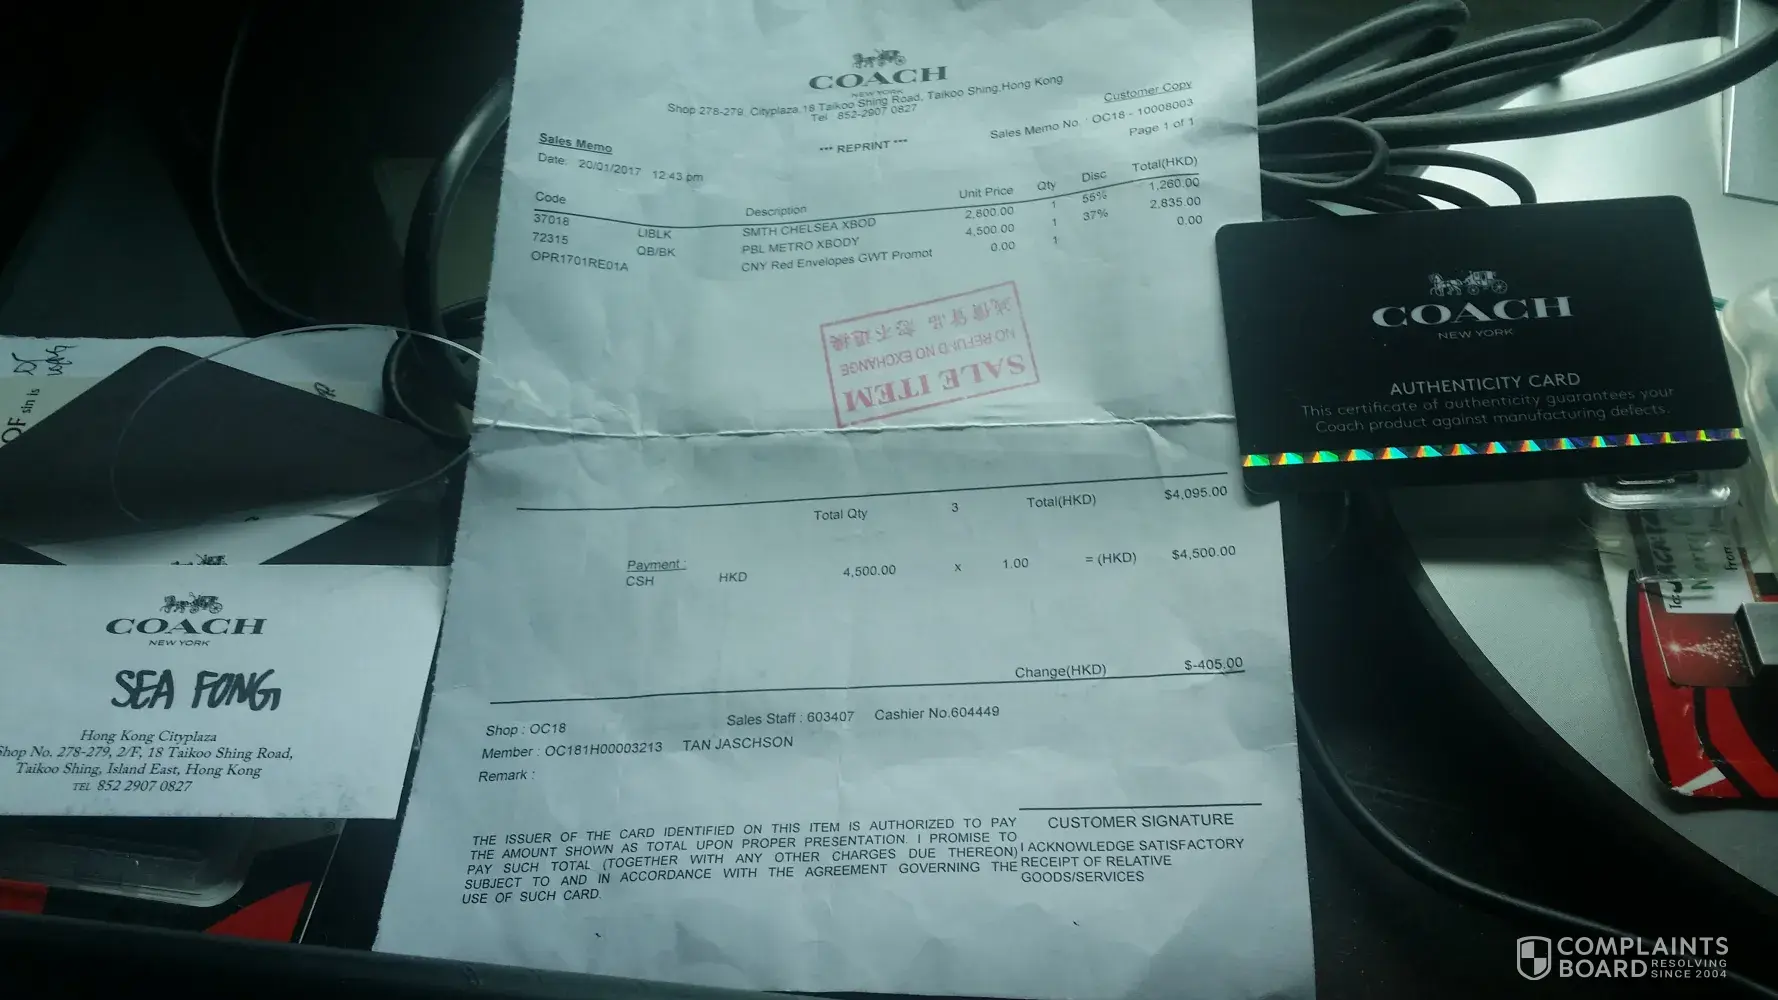 COACH
NEW YORK
Shop 278-279, Cityplaza, 18 Taikoo Shing Road, Taikoo Shing, Hong Kong
Tel : 852-2907 0827
Customer Copy
Sales Memo
*** REPRINT ***
Sales Memo No. : OC18 - 10008003
Date: 20/01/2017 12:43 pm
Page 1 of 1
Code Description Unit Price Qty Disc Total(HKD)
37018 LIBLK SMTH CHELSEA XBOD 2,800.00 1 55% 1,260.00
72315 QB/BK PBL METRO XBODY 4,500.00 1 37% 2,835.00
OPR1701RE01A CNY Red Envelopes GWT Promot 0.00 1 0.00
SALE ITEM
NO REFUND NO EXCHANGE
減價貨品 恕不退換
Total Qty 3 Total(HKD) $4,095.00
Payment :
CSH HKD 4,500.00 x 1.00 = (HKD) $4,500.00
Change(HKD) $-405.00
Shop : OC18 Sales Staff : 603407 Cashier No.604449
Member : OC181H00003213 TAN JASCHSON
Remark :
THE ISSUER OF THE CARD IDENTIFIED ON THIS ITEM IS AUTHORIZED TO PAY
THE AMOUNT SHOWN AS TOTAL UPON PROPER PRESENTATION. I PROMISE TO
PAY SUCH TOTAL (TOGETHER WITH ANY OTHER CHARGES DUE THEREON)
SUBJECT TO AND IN ACCORDANCE WITH THE AGREEMENT GOVERNING THE
USE OF SUCH CARD.
CUSTOMER SIGNATURE
I ACKNOWLEDGE SATISFACTORY
RECEIPT OF RELATIVE
GOODS/SERVICES
COACH
NEW YORK
AUTHENTICITY CARD
This certificate of authenticity guarantees your
Coach product against manufacturing defects.
OF sin is
COACH
NEW YORK
SEA FONG
Hong Kong Cityplaza
Shop No. 278-279, 2/F, 18 Taikoo Shing Road,
Taikoo Shing, Island East, Hong Kong
TEL 852 2907 0827
To:
From
COMPLAINTS
BOARD RESOLVING
SINCE 2004